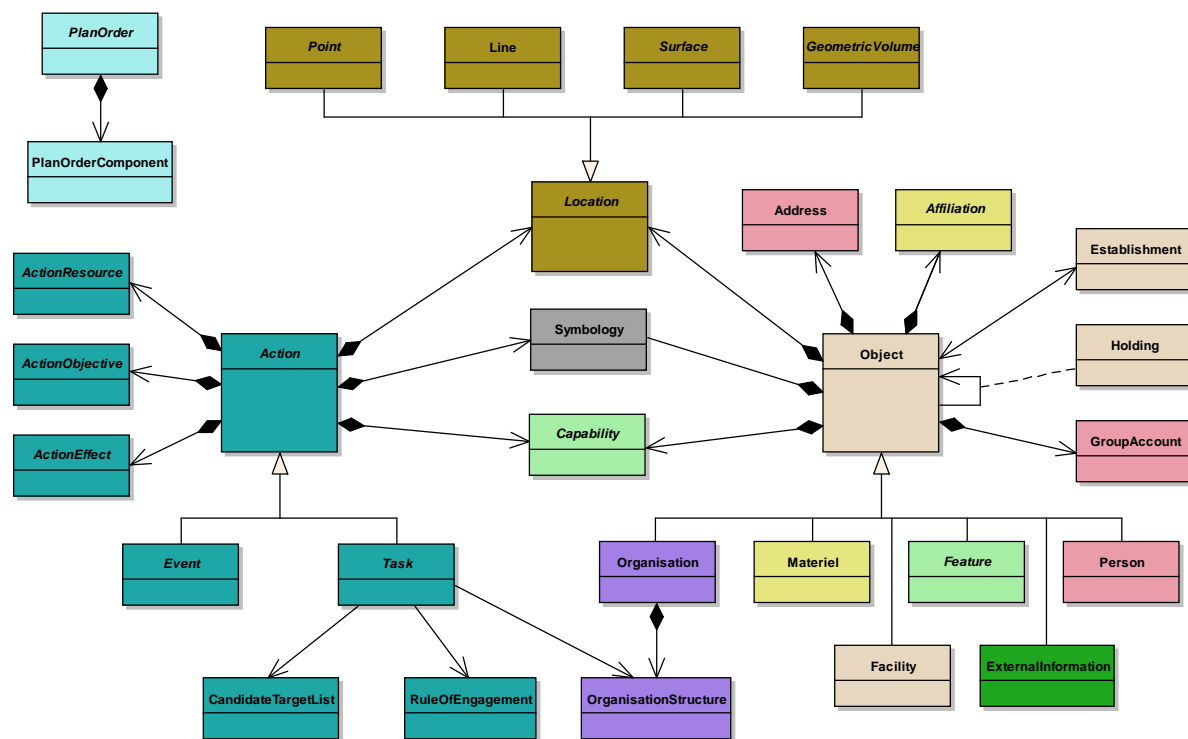 PlanOrder
Point
Line
Surface
GeometricVolume
PlanOrderComponent
Location
Address
Affiliation
Establishment
ActionResource
Action
Symbology
Object
Holding
ActionObjective
ActionEffect
Capability
GroupAccount
Event
Task
Organisation
Materiel
Feature
Person
CandidateTargetList
RuleOfEngagement
OrganisationStructure
Facility
ExternalInformation